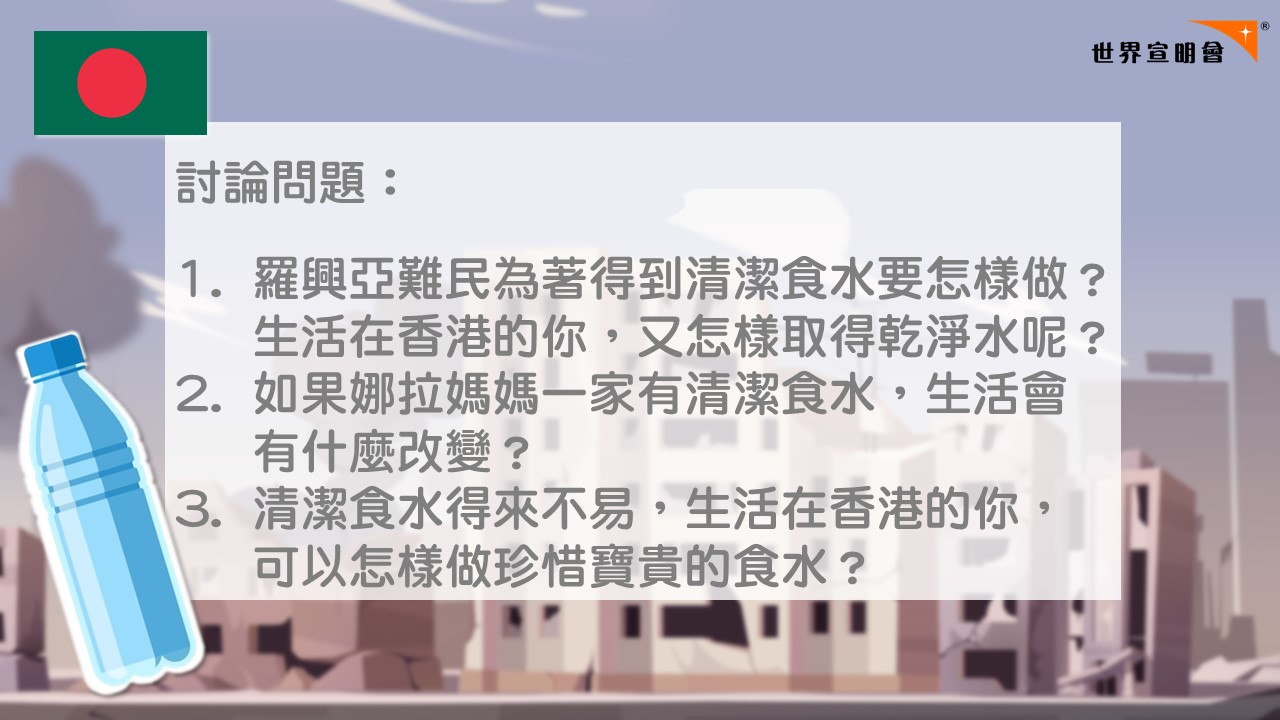 世界宣明會®
討論問題：
1. 羅興亞難民為著得到清潔食水要怎樣做？
生活在香港的你，又怎樣取得乾淨水呢？
2. 如果娜拉媽媽一家有清潔食水，生活會
有什麼改變？
3. 清潔食水得來不易，生活在香港的你，
可以怎樣做珍惜寶貴的食水？